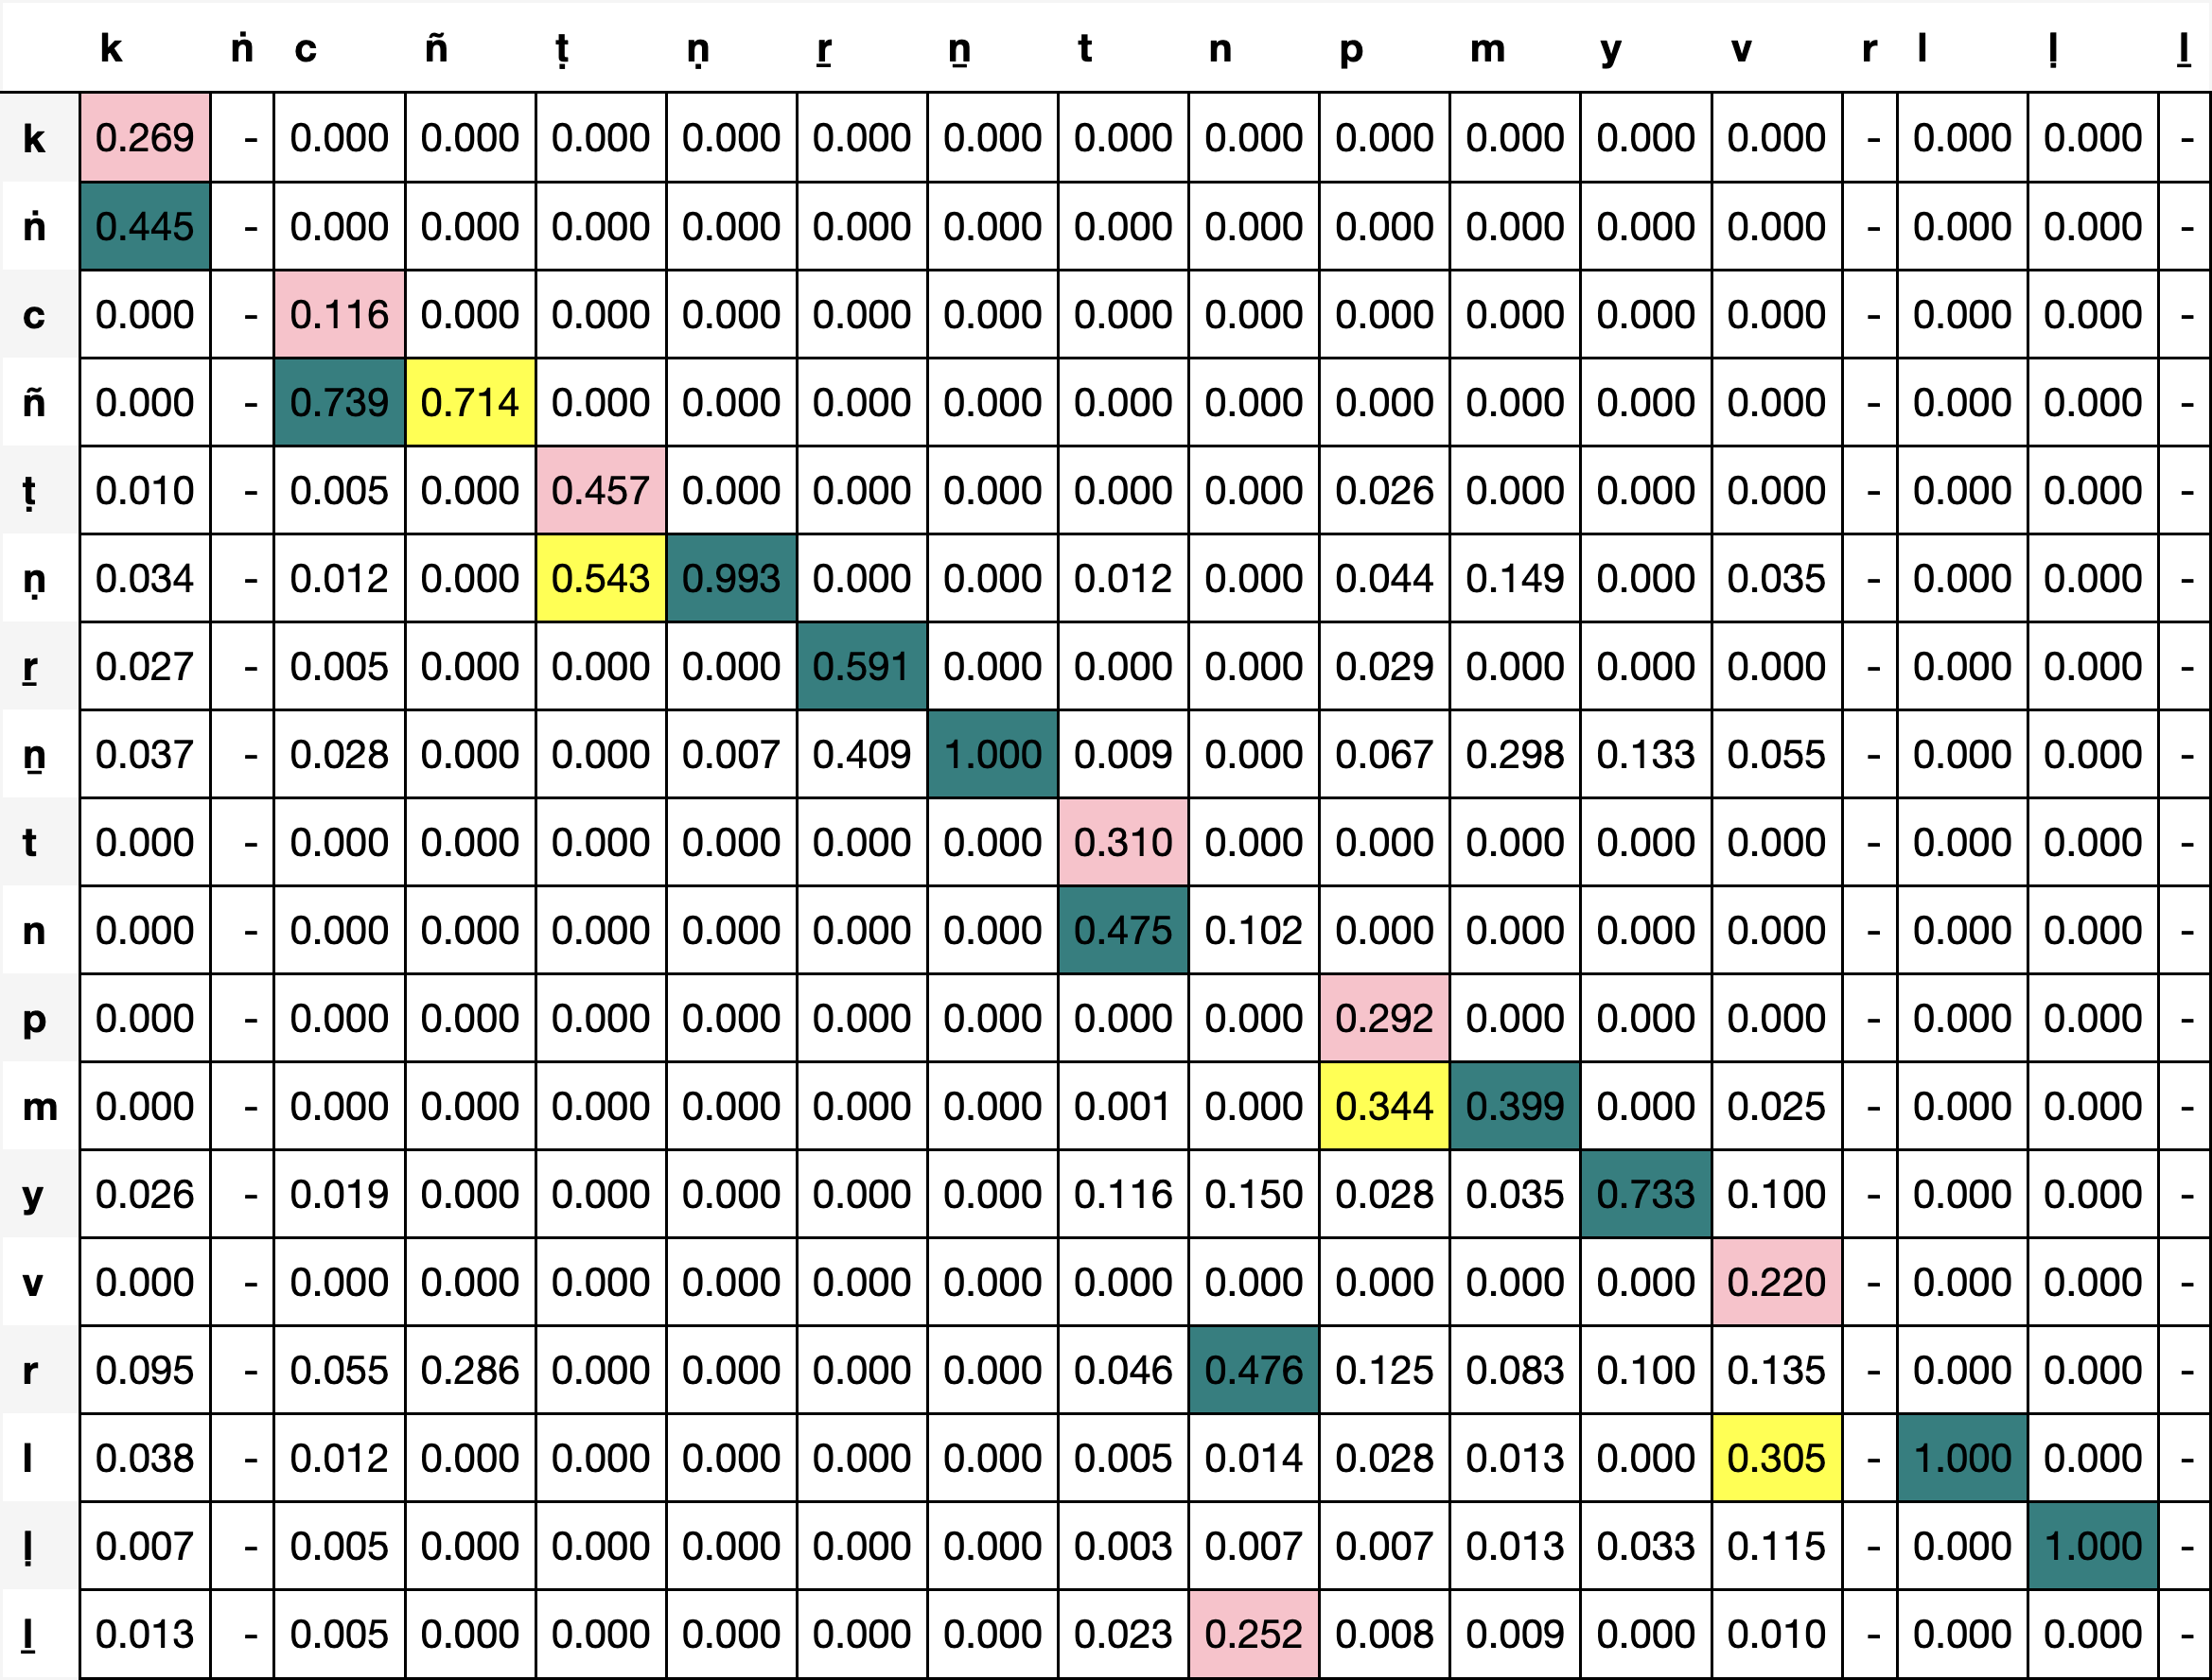 k ṅ c ñ ṭ ṇ ṟ ṉ t n p m y v r l ḷ ḻ
k 0.269 - 0.000 0.000 0.000 0.000 0.000 0.000 0.000 0.000 0.000 0.000 0.000 0.000 - 0.000 0.000 -
ṅ 0.445 - 0.000 0.000 0.000 0.000 0.000 0.000 0.000 0.000 0.000 0.000 0.000 0.000 - 0.000 0.000 -
c 0.000 - 0.116 0.000 0.000 0.000 0.000 0.000 0.000 0.000 0.000 0.000 0.000 0.000 - 0.000 0.000 -
ñ 0.000 - 0.739 0.714 0.000 0.000 0.000 0.000 0.000 0.000 0.000 0.000 0.000 0.000 - 0.000 0.000 -
ṭ 0.010 - 0.005 0.000 0.457 0.000 0.000 0.000 0.000 0.000 0.026 0.000 0.000 0.000 - 0.000 0.000 -
ṇ 0.034 - 0.012 0.000 0.543 0.993 0.000 0.000 0.012 0.000 0.044 0.149 0.000 0.035 - 0.000 0.000 -
ṟ 0.027 - 0.005 0.000 0.000 0.000 0.591 0.000 0.000 0.000 0.029 0.000 0.000 0.000 - 0.000 0.000 -
ṉ 0.037 - 0.028 0.000 0.000 0.007 0.409 1.000 0.009 0.000 0.067 0.298 0.133 0.055 - 0.000 0.000 -
t 0.000 - 0.000 0.000 0.000 0.000 0.000 0.000 0.310 0.000 0.000 0.000 0.000 0.000 - 0.000 0.000 -
n 0.000 - 0.000 0.000 0.000 0.000 0.000 0.000 0.475 0.102 0.000 0.000 0.000 0.000 - 0.000 0.000 -
p 0.000 - 0.000 0.000 0.000 0.000 0.000 0.000 0.000 0.000 0.292 0.000 0.000 0.000 - 0.000 0.000 -
m 0.000 - 0.000 0.000 0.000 0.000 0.000 0.000 0.001 0.000 0.344 0.399 0.000 0.025 - 0.000 0.000 -
y 0.026 - 0.019 0.000 0.000 0.000 0.000 0.000 0.116 0.150 0.028 0.035 0.733 0.100 - 0.000 0.000 -
v 0.000 - 0.000 0.000 0.000 0.000 0.000 0.000 0.000 0.000 0.000 0.000 0.000 0.220 - 0.000 0.000 -
r 0.095 - 0.055 0.286 0.000 0.000 0.000 0.000 0.046 0.476 0.125 0.083 0.100 0.135 - 0.000 0.000 -
l 0.038 - 0.012 0.000 0.000 0.000 0.000 0.000 0.005 0.014 0.028 0.013 0.000 0.305 - 1.000 0.000 -
ḷ 0.007 - 0.005 0.000 0.000 0.000 0.000 0.000 0.003 0.007 0.007 0.013 0.033 0.115 - 0.000 1.000 -
ḻ 0.013 - 0.005 0.000 0.000 0.000 0.000 0.000 0.023 0.252 0.008 0.009 0.000 0.010 - 0.000 0.000 -